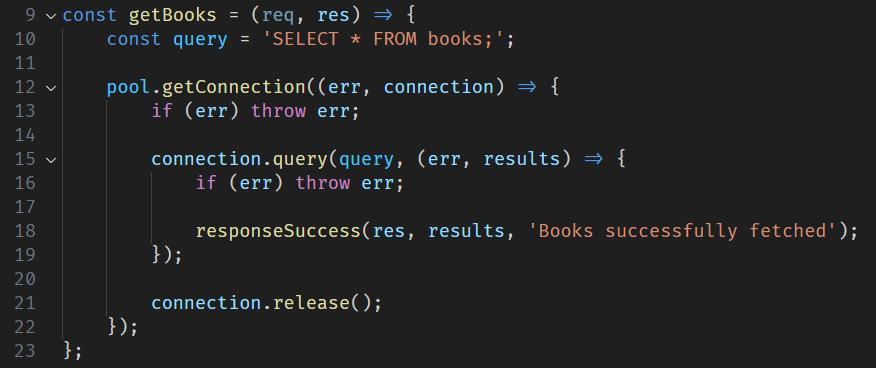 9 const getBooks = (req, res) => {
10     const query = 'SELECT * FROM books;';
11
12     pool.getConnection((err, connection) => {
13         if (err) throw err;
14
15         connection.query(query, (err, results) => {
16             if (err) throw err;
17
18             responseSuccess(res, results, 'Books successfully fetched');
19         });
20
21         connection.release();
22     });
23 };